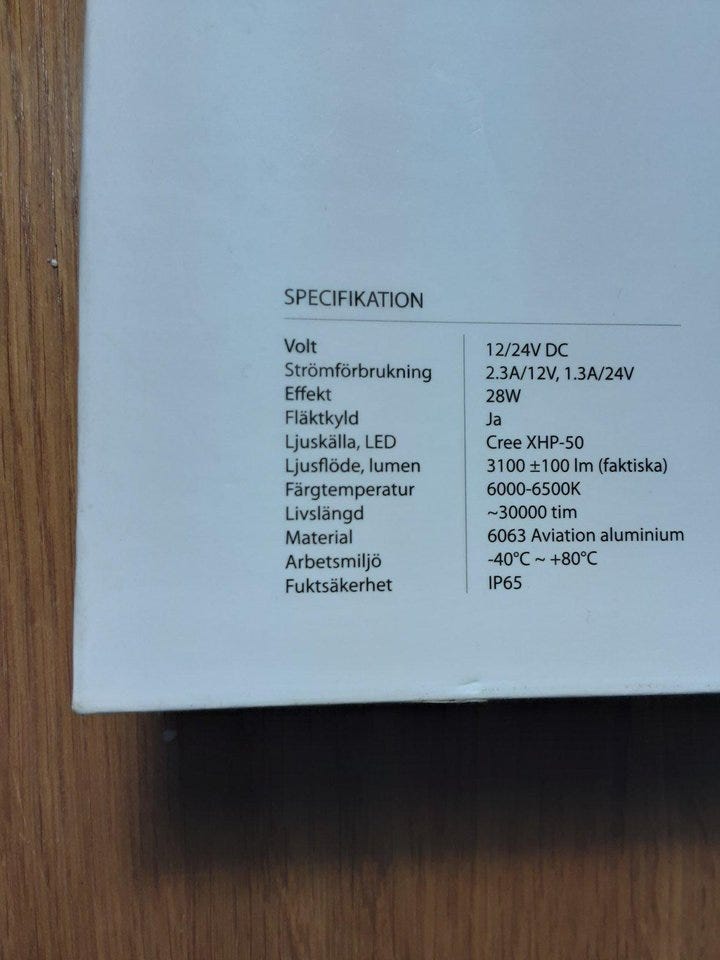 SPECIFIKATION
Volt 12/24V DC
Strömförbrukning 2.3A/12V, 1.3A/24V
Effekt 28W
Fläktkyld Ja
Ljuskälla, LED Cree XHP-50
Ljusflöde, lumen 3100 ±100 lm (faktiska)
Färgtemperatur 6000-6500K
Livslängd ~30000 tim
Material 6063 Aviation aluminium
Arbetsmiljö -40°C ~ +80°C
Fuktsäkerhet IP65